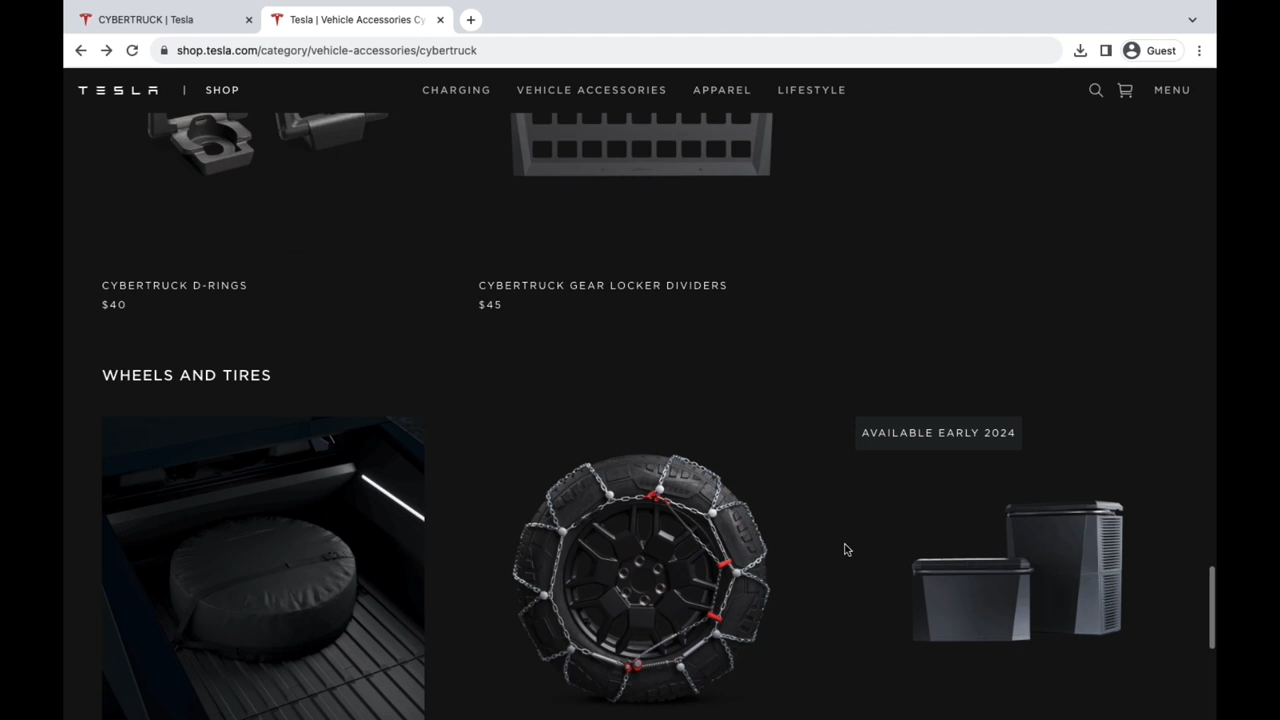 CYBERTRUCK | Tesla
Tesla | Vehicle Accessories Cy
shop.tesla.com/category/vehicle-accessories/cybertruck
Guest
TESLA | SHOP
CHARGING
VEHICLE ACCESSORIES
APPAREL
LIFESTYLE
MENU
CYBERTRUCK D-RINGS
$40
CYBERTRUCK GEAR LOCKER DIVIDERS
$45
WHEELS AND TIRES
AVAILABLE EARLY 2024